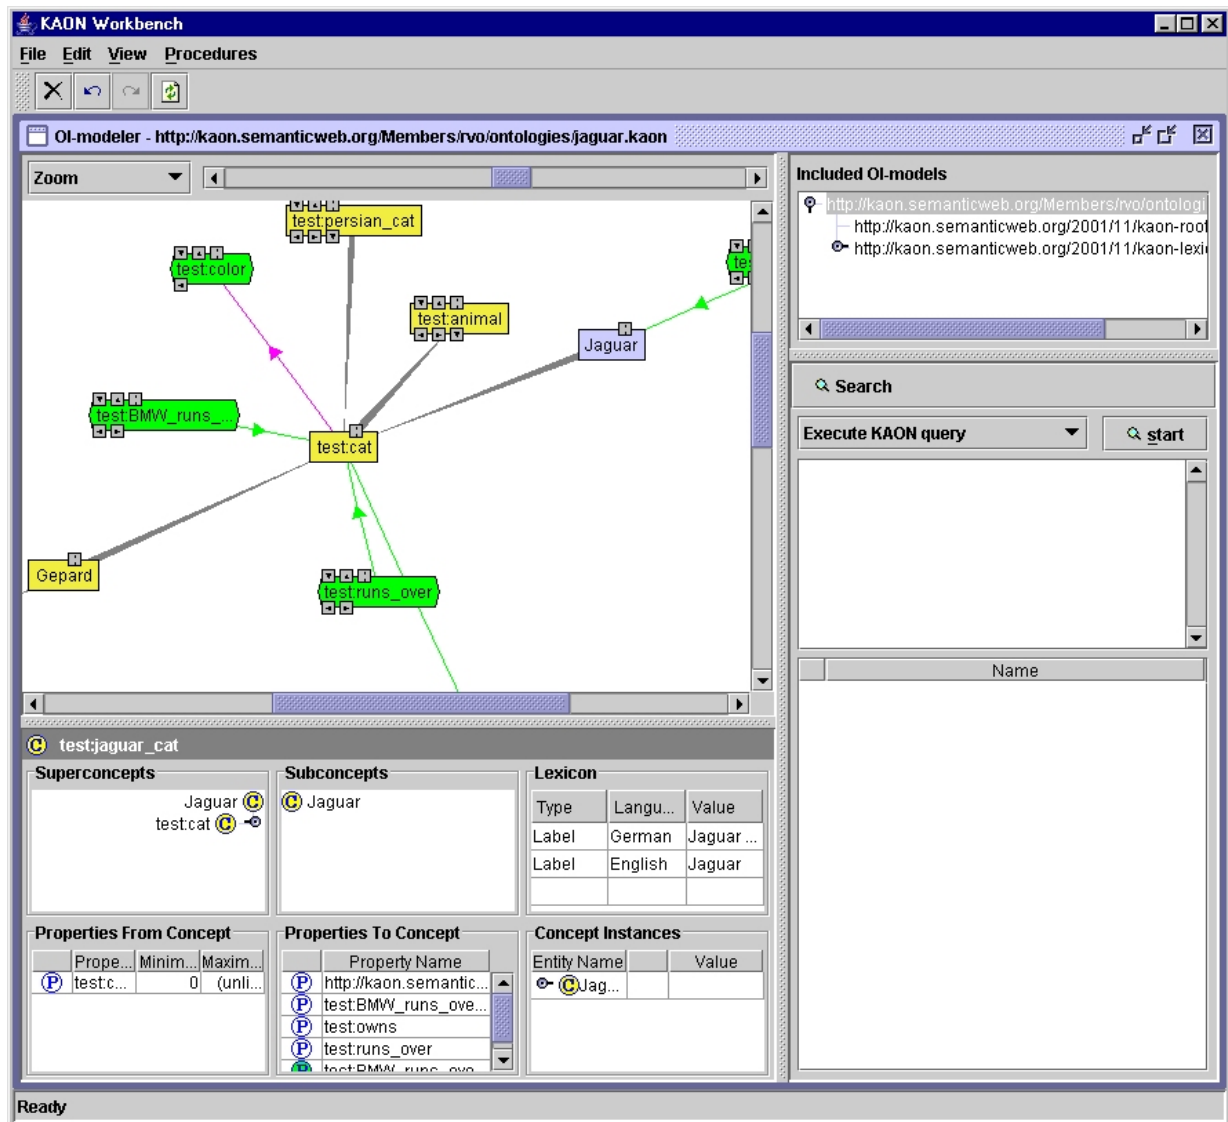 KAON Workbench
File Edit View Procedures
OI-modeler - http://kaon.semanticweb.org/Members/rvo/ontologies/jaguar.kaon
Zoom
test:persian_cat
test:color
test:animal
Jaguar
test:BMW_runs_...
test:cat
Gepard
test:runs_over
Included OI-models
http://kaon.semanticweb.org/Members/rvo/ontologi
http://kaon.semanticweb.org/2001/11/kaon-root
http://kaon.semanticweb.org/2001/11/kaon-lexi
Search
Execute KAON query
start
Name
C test:jaguar_cat
Superconcepts
Jaguar C
test:cat C
Subconcepts
C Jaguar
Lexicon
Type Langu... Value
Label German Jaguar ...
Label English Jaguar
Properties From Concept
Prope... Minim... Maxim...
P test:c... 0 (unli...
Properties To Concept
Property Name
P http://kaon.semantic...
P test:BMW_runs_ove...
P test:owns
P test:runs_over
P test:BMW_runs_ove...
Concept Instances
Entity Name Value
C Jag...
Ready